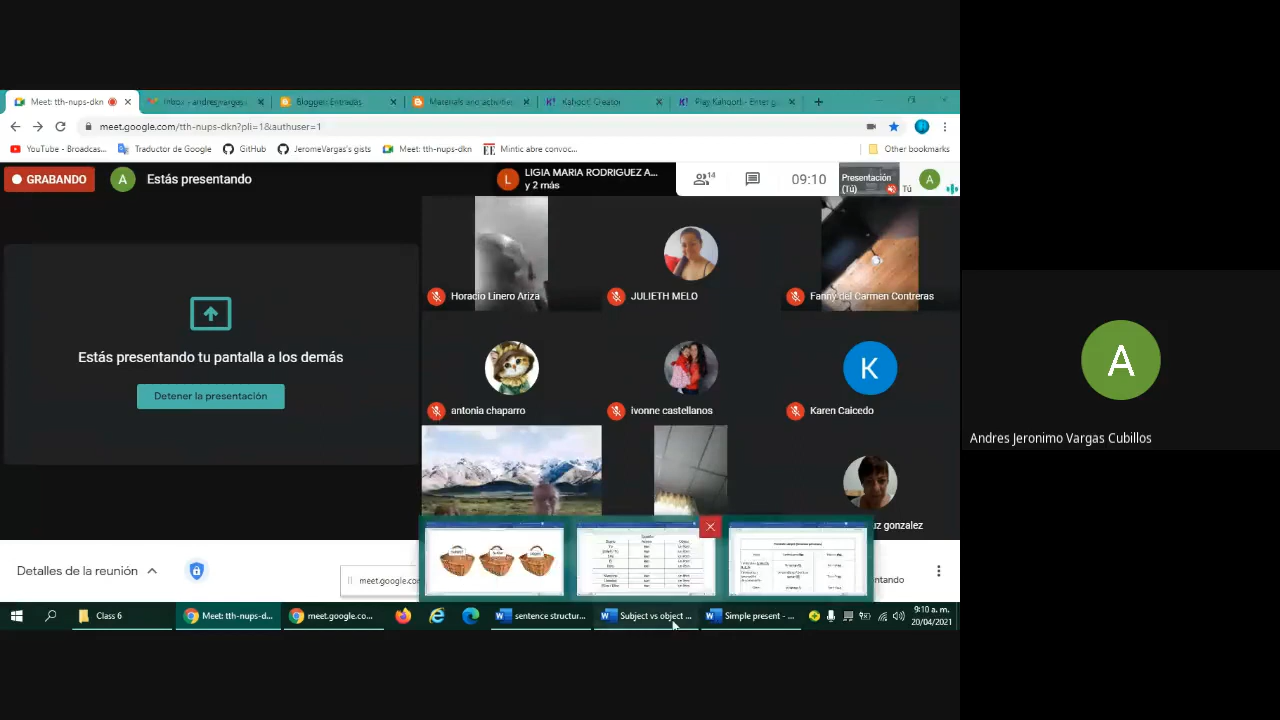 Meet: tth-nups-dkn
Inbox - andresjvargas
Blogger: Entradas
Materials and activities
Kahoot! Creator
Play Kahoot! - Enter g
meet.google.com/tth-nups-dkn?pli=1&authuser=1
YouTube - Broadcas...
Traductor de Google
GitHub
JeromeVargas's gists
Meet: tth-nups-dkn
Mintic abre convoc...
Other bookmarks
GRABANDO
A
Estás presentando
L
LIGIA MARIA RODRIGUEZ A...
y 2 más
14
09:10
Presentación
(Tú)
Tú
A
Horacio Linero Ariza
JULIETH MELO
Fanny del Carmen Contreras
Estás presentando tu pantalla a los demás
Detener la presentación
antonia chaparro
ivonne castellanos
K
Karen Caicedo
A
Andres Jeronimo Vargas Cubillos
uz gonzalez
Detalles de la reunión
meet.google.co
entando
Class 6
Meet: tth-nups-d...
meet.google.co...
sentence structur...
Subject vs object ...
Simple present - ...
9:10 a. m.
20/04/2021